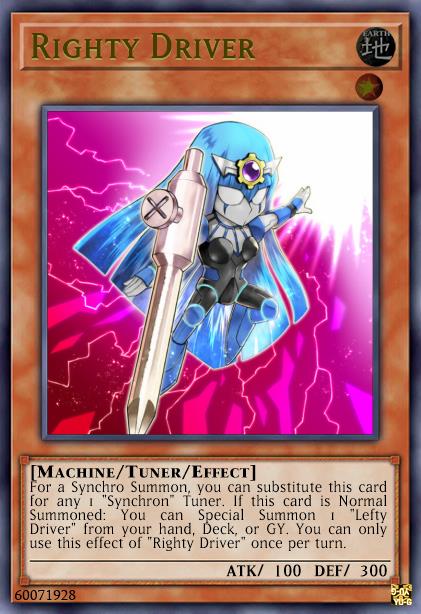 Righty Driver
EARTH
地
[Machine/Tuner/Effect]
For a Synchro Summon, you can substitute this card
for any 1 "Synchron" Tuner. If this card is Normal
Summoned: You can Special Summon 1 "Lefty
Driver" from your hand, Deck, or GY. You can only
use this effect of "Righty Driver" once per turn.
ATK/ 100 DEF/ 300
60071928